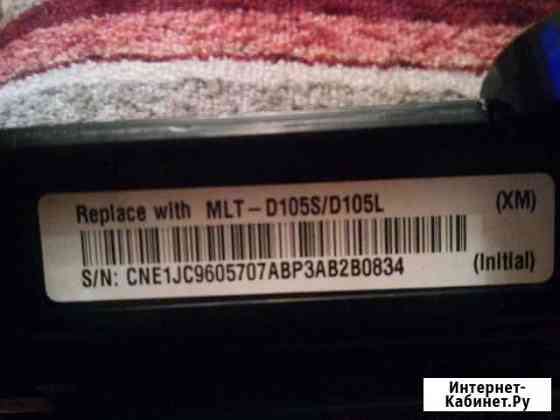 Replace with MLT-D105S/D105L (XM)
S/N: CNE1JC9605707ABP3AB2B0834 (Initial)
Интернет-
Кабинет.Ру